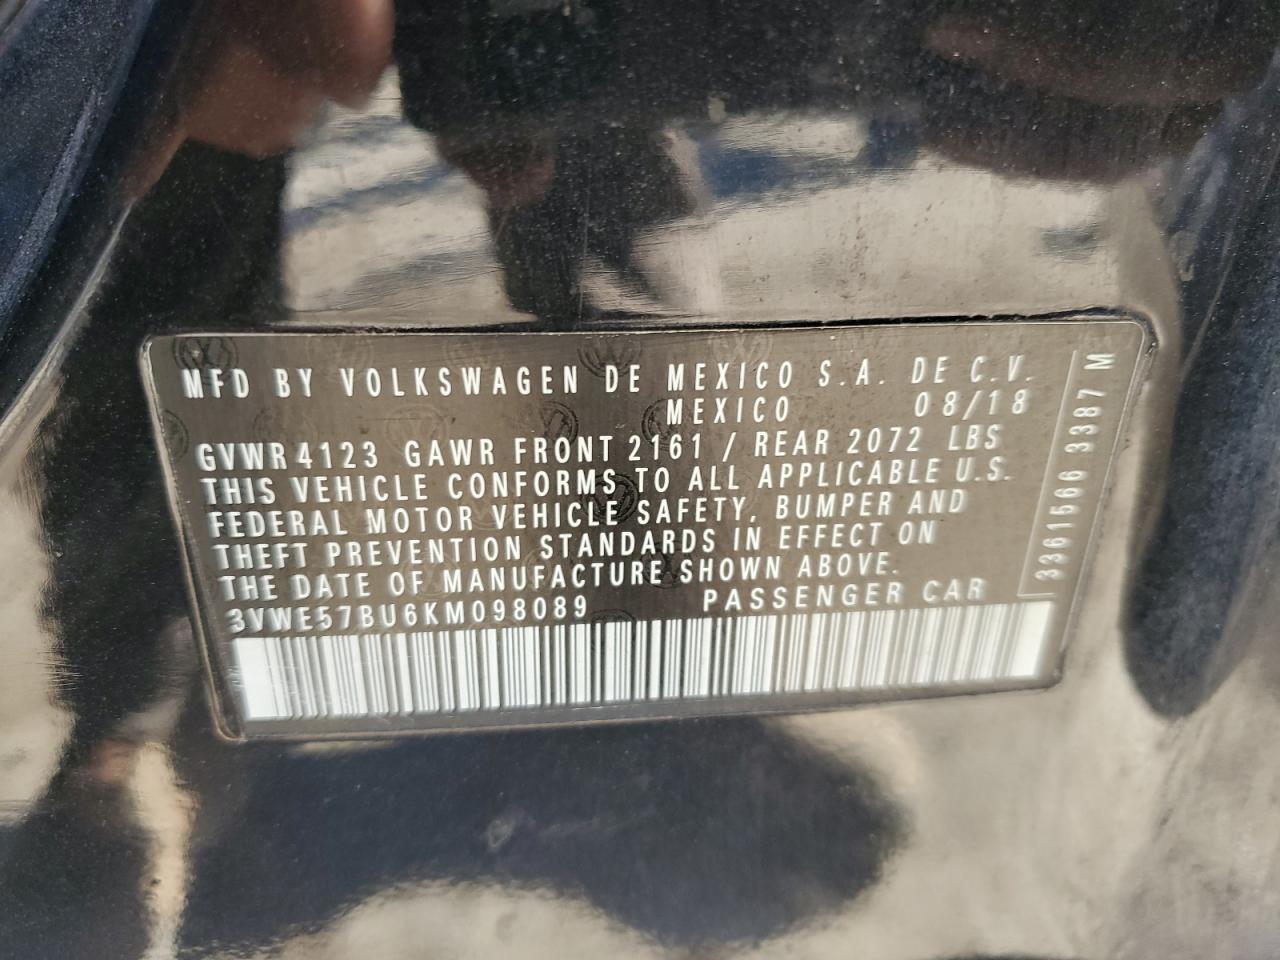 MFD BY VOLKSWAGEN DE MEXICO S.A. DE C.V.
MEXICO 08/18
GVWR 4123 GAWR FRONT 2161 / REAR 2072 LBS
THIS VEHICLE CONFORMS TO ALL APPLICABLE U.S.
FEDERAL MOTOR VEHICLE SAFETY, BUMPER AND
THEFT PREVENTION STANDARDS IN EFFECT ON
THE DATE OF MANUFACTURE SHOWN ABOVE.
3VWE57BU6KM098089 PASSENGER CAR
3361566 3387 M